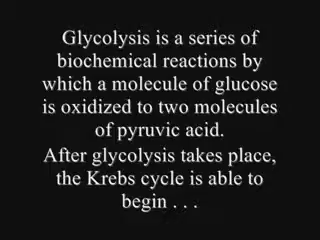 Glycolysis is a series of
biochemical reactions by
which a molecule of glucose
is oxidized to two molecules
of pyruvic acid.
After glycolysis takes place,
the Krebs cycle is able to
begin . . .